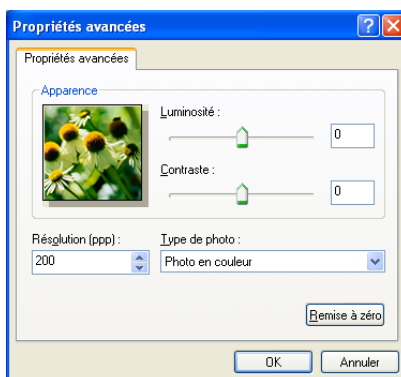 Propriétés avancées
Propriétés avancées
Apparence
Luminosité :
0
Contraste :
0
Résolution (ppp) :
200
Type de photo :
Photo en couleur
Remise à zéro
OK
Annuler